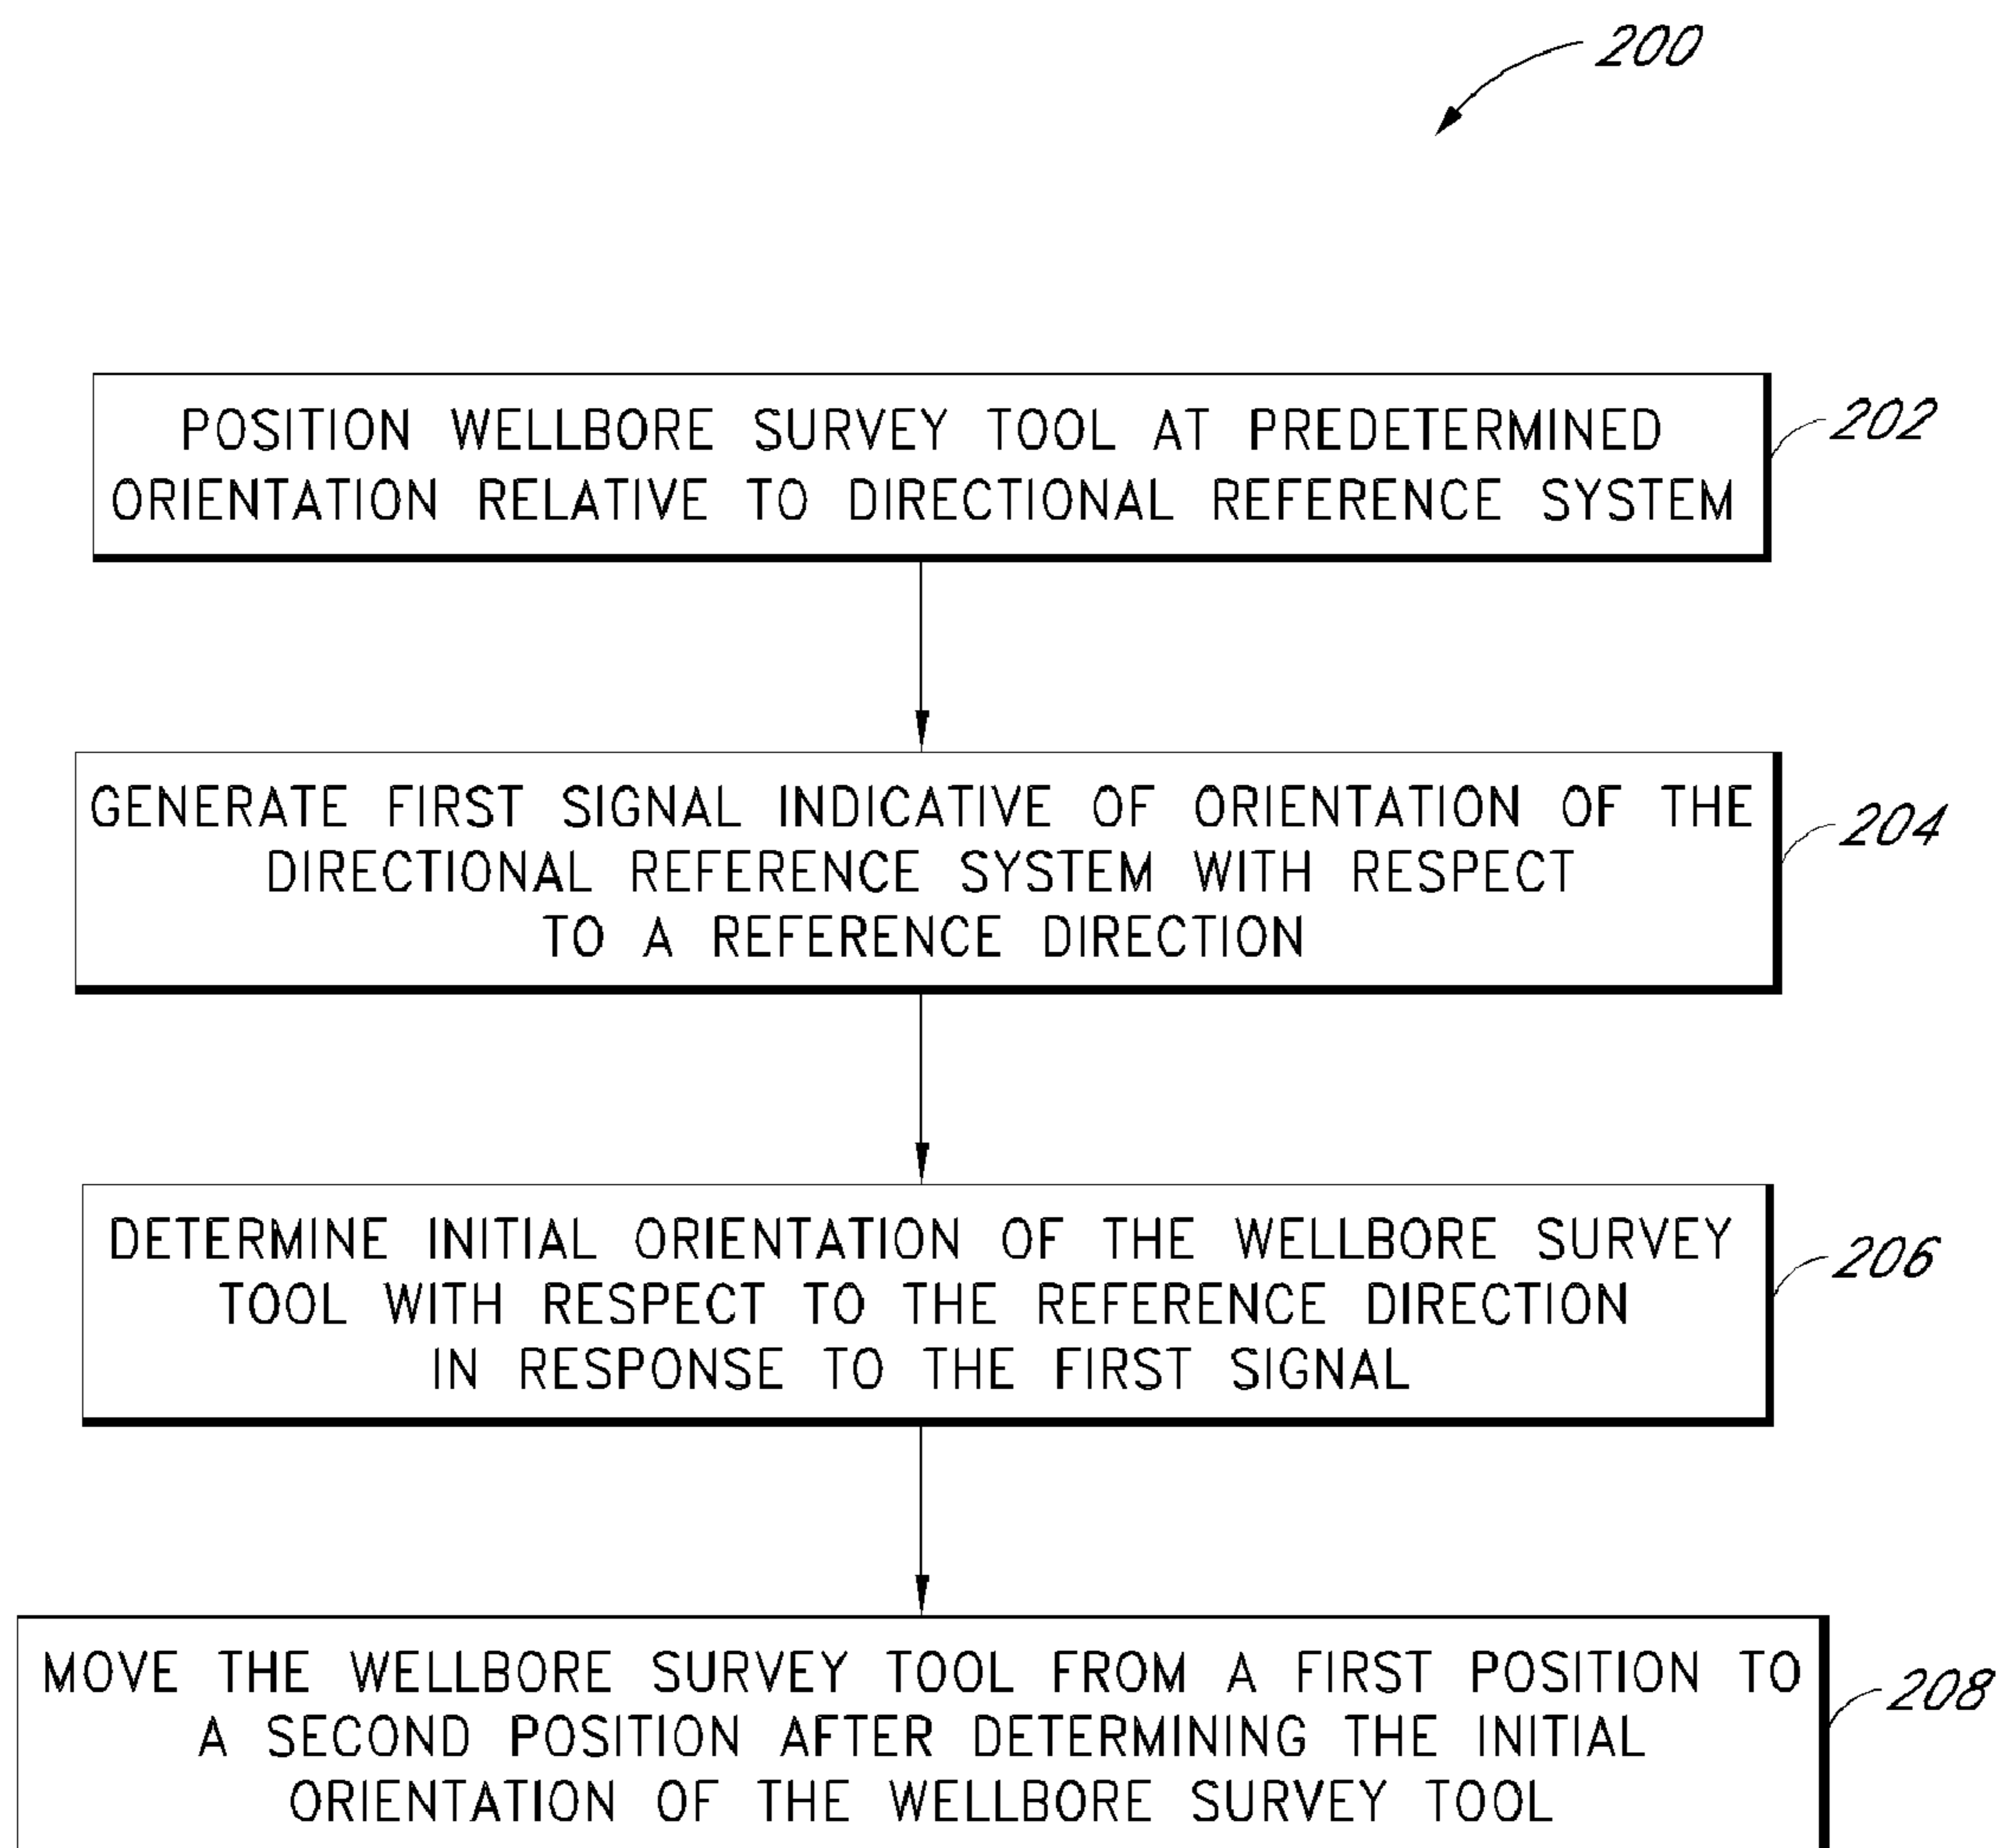 200
POSITION WELLBORE SURVEY TOOL AT PREDETERMINED
ORIENTATION RELATIVE TO DIRECTIONAL REFERENCE SYSTEM
202
GENERATE FIRST SIGNAL INDICATIVE OF ORIENTATION OF THE
DIRECTIONAL REFERENCE SYSTEM WITH RESPECT
TO A REFERENCE DIRECTION
204
DETERMINE INITIAL ORIENTATION OF THE WELLBORE SURVEY
TOOL WITH RESPECT TO THE REFERENCE DIRECTION
IN RESPONSE TO THE FIRST SIGNAL
206
MOVE THE WELLBORE SURVEY TOOL FROM A FIRST POSITION TO
A SECOND POSITION AFTER DETERMINING THE INITIAL
ORIENTATION OF THE WELLBORE SURVEY TOOL
208